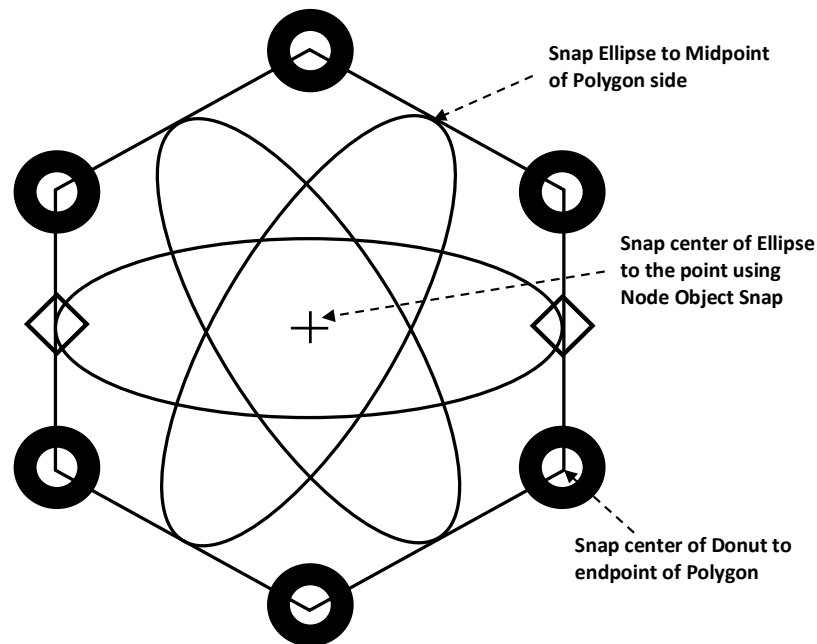 Snap Ellipse to Midpoint
of Polygon side
Snap center of Ellipse
to the point using
Node Object Snap
Snap center of Donut to
endpoint of Polygon